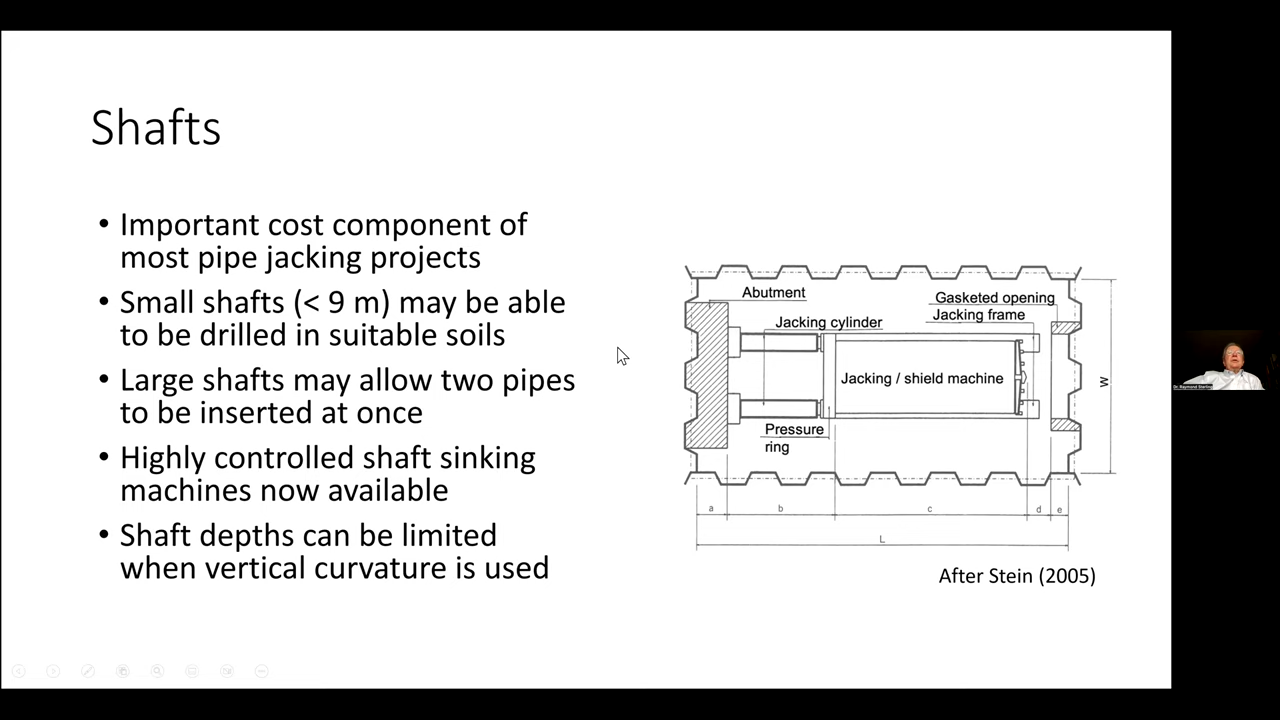 Shafts
• Important cost component of
most pipe jacking projects
• Small shafts (< 9 m) may be able
to be drilled in suitable soils
• Large shafts may allow two pipes
to be inserted at once
• Highly controlled shaft sinking
machines now available
• Shaft depths can be limited
when vertical curvature is used
Abutment
Gasketed opening
Jacking cylinder
Jacking frame
Jacking / shield machine
W
Pressure
ring
a b c d e
L
After Stein (2005)
Dr. Raymond Sterling